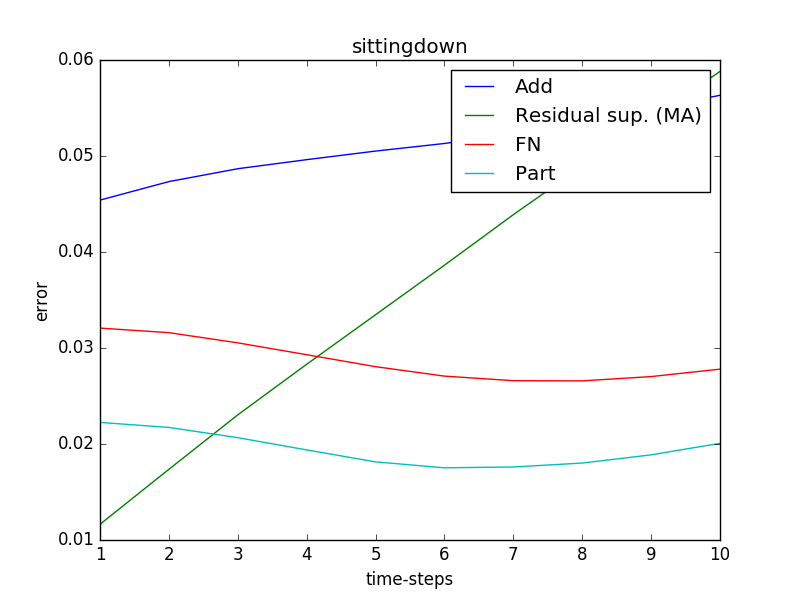 sittingdown
0.06
0.05
0.04
0.03
0.02
0.01
error
Add
Residual sup. (MA)
FN
Part
1 2 3 4 5 6 7 8 9 10
time-steps